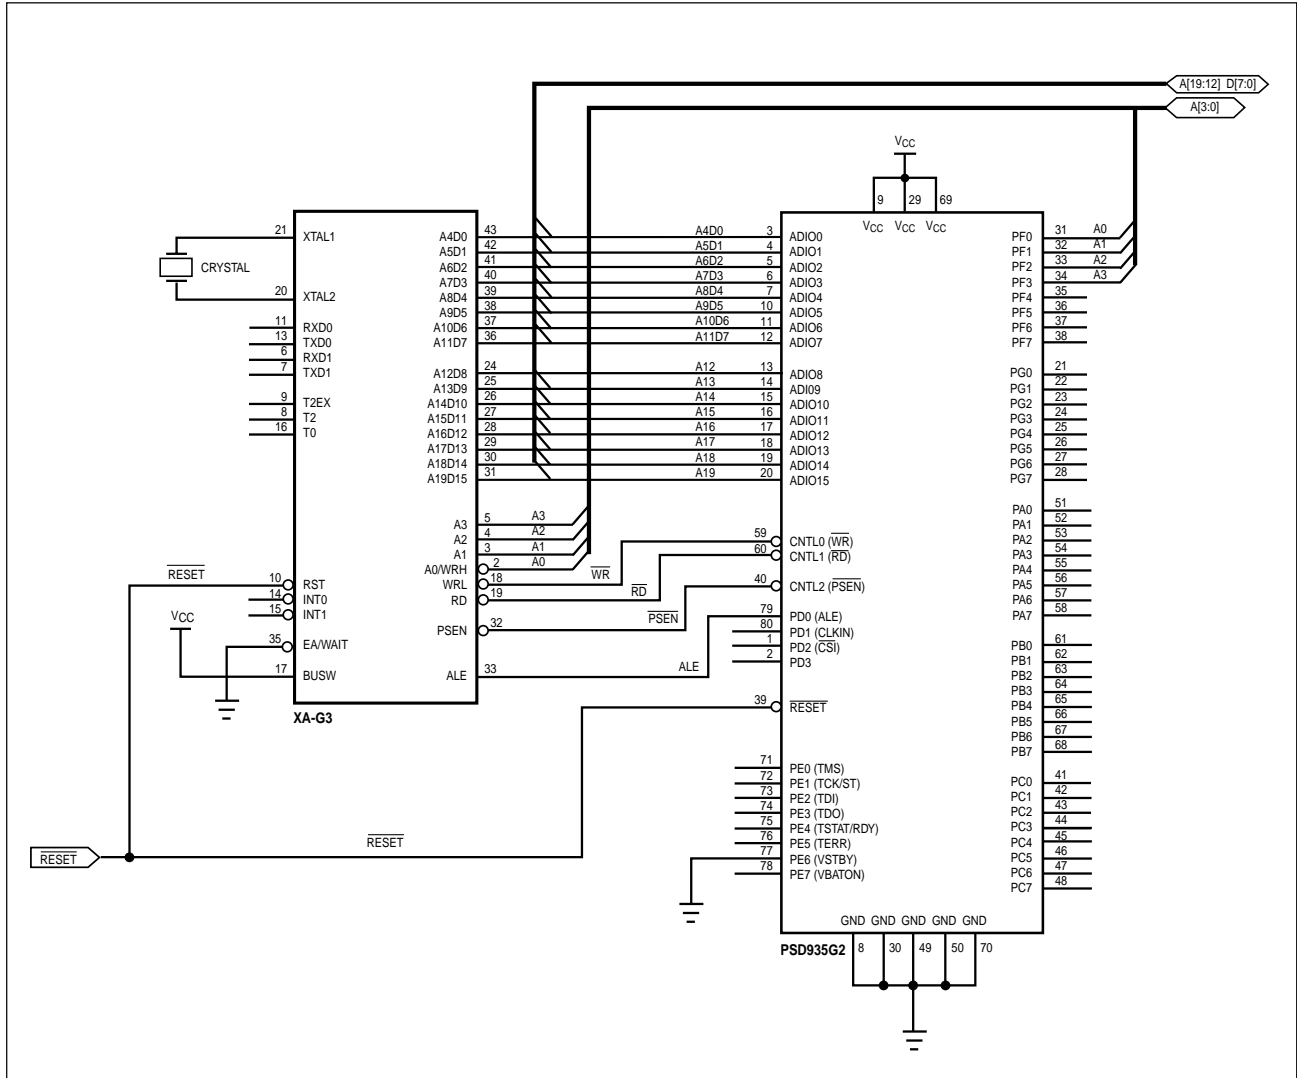 A[19:12] D[7:0]
A[3:0]
VCC
9 29 69
VCC VCC VCC
21 XTAL1
CRYSTAL
20 XTAL2
11 RXD0
13 TXD0
6 RXD1
7 TXD1
9 T2EX
8 T2
16 T0
RESET
10 RST
14 INT0
15 INT1
VCC
35 EA/WAIT
17 BUSW
XA-G3
A4D0 43
A5D1 42
A6D2 41
A7D3 40
A8D4 39
A9D5 38
A10D6 37
A11D7 36
A12D8 24
A13D9 25
A14D10 26
A15D11 27
A16D12 28
A17D13 29
A18D14 30
A19D15 31
A3 5 A3
A2 4 A2
A1 3 A1
A0/WRH 2 A0
WRL 18 WR
RD 19 RD
PSEN 32 PSEN
ALE 33 ALE
A4D0 3 ADIO0
A5D1 4 ADIO1
A6D2 5 ADIO2
A7D3 6 ADIO3
A8D4 7 ADIO4
A9D5 10 ADIO5
A10D6 11 ADIO6
A11D7 12 ADIO7
A12 13 ADIO8
A13 14 ADI09
A14 15 ADIO10
A15 16 ADIO11
A16 17 ADIO12
A17 18 ADIO13
A18 19 ADIO14
A19 20 ADIO15
59 CNTL0 (WR)
60 CNTL1 (RD)
40 CNTL2 (PSEN)
79 PD0 (ALE)
80 PD1 (CLKIN)
1 PD2 (CSI)
2 PD3
39 RESET
71 PE0 (TMS)
72 PE1 (TCK/ST)
73 PE2 (TDI)
74 PE3 (TDO)
75 PE4 (TSTAT/RDY)
76 PE5 (TERR)
77 PE6 (VSTBY)
78 PE7 (VBATON)
PF0 31 A0
PF1 32 A1
PF2 33 A2
PF3 34 A3
PF4 35
PF5 36
PF6 37
PF7 38
PG0 21
PG1 22
PG2 23
PG3 24
PG4 25
PG5 26
PG6 27
PG7 28
PA0 51
PA1 52
PA2 53
PA3 54
PA4 55
PA5 56
PA6 57
PA7 58
PB0 61
PB1 62
PB2 63
PB3 64
PB4 65
PB5 66
PB6 67
PB7 68
PC0 41
PC1 42
PC2 43
PC3 44
PC4 45
PC5 46
PC6 47
PC7 48
GND GND GND GND GND
8 30 49 50 70
PSD935G2
RESET
RESET